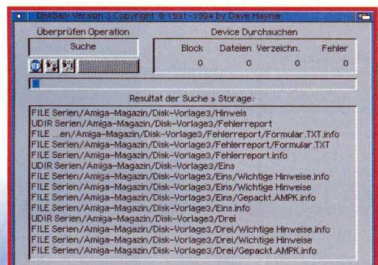 DiskSalv Version 3 Copyright © 1991-1994 by Dave Haynie
Überprüfen Operation
Device Durchsuchen
Suche
Block Dateien Verzeichn. Fehler
0 0 0 0
Resultat der Suche » Storage:
FILE Serien/Amiga-Magazin/Disk-Vorlage3/Hinweis
UDIR Serien/Amiga-Magazin/Disk-Vorlage3/Fehlerreport
FILE ...en/Amiga-Magazin/Disk-Vorlage3/Fehlerreport/Formular.TXT.info
FILE Serien/Amiga-Magazin/Disk-Vorlage3/Fehlerreport/Formular.TXT
FILE Serien/Amiga-Magazin/Disk-Vorlage3/Fehlerreport.info
UDIR Serien/Amiga-Magazin/Disk-Vorlage3/Eins
FILE Serien/Amiga-Magazin/Disk-Vorlage3/Eins/Wichtige Hinweise.info
FILE Serien/Amiga-Magazin/Disk-Vorlage3/Eins/Wichtige Hinweise
FILE Serien/Amiga-Magazin/Disk-Vorlage3/Eins/Gepackt.AMPK.info
FILE Serien/Amiga-Magazin/Disk-Vorlage3/Eins.info
UDIR Serien/Amiga-Magazin/Disk-Vorlage3/Drei
FILE Serien/Amiga-Magazin/Disk-Vorlage3/Drei/Wichtige Hinweise.info
FILE Serien/Amiga-Magazin/Disk-Vorlage3/Drei/Wichtige Hinweise
FILE Serien/Amiga-Magazin/Disk-Vorlage3/Drei/Gepackt.AMPK.info